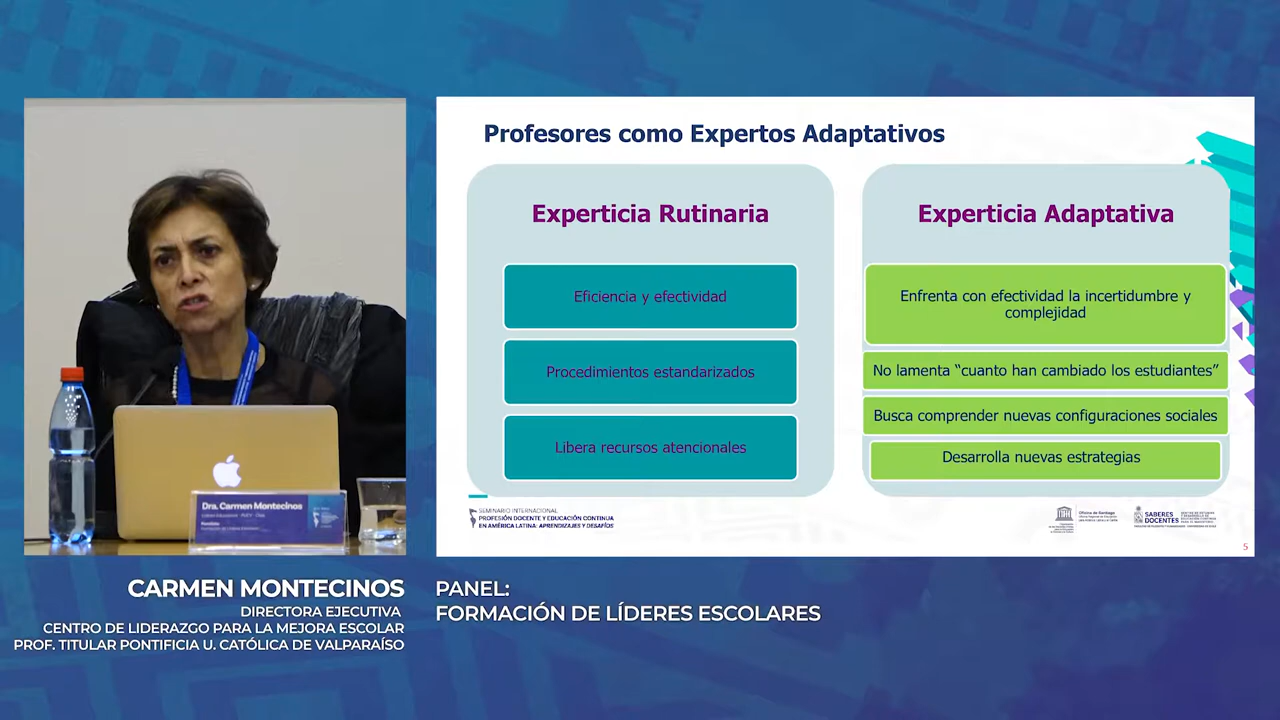 Profesores como Expertos Adaptativos
Experticia Rutinaria
Eficiencia y efectividad
Procedimientos estandarizados
Libera recursos atencionales
Experticia Adaptativa
Enfrenta con efectividad la incertidumbre y
complejidad
No lamenta “cuanto han cambiado los estudiantes”
Busca comprender nuevas configuraciones sociales
Desarrolla nuevas estrategias
SEMINARIO INTERNACIONAL
PROFESIÓN DOCENTE Y EDUCACIÓN CONTINUA
EN AMÉRICA LATINA: APRENDIZAJES Y DESAFÍOS
Oficina de Santiago
SABERES
DOCENTES
5
Dra. Carmen Montecinos
CARMEN MONTECINOS
DIRECTORA EJECUTIVA
CENTRO DE LIDERAZGO PARA LA MEJORA ESCOLAR
PROF. TITULAR PONTIFICIA U. CATÓLICA DE VALPARAÍSO
PANEL:
FORMACIÓN DE LÍDERES ESCOLARES